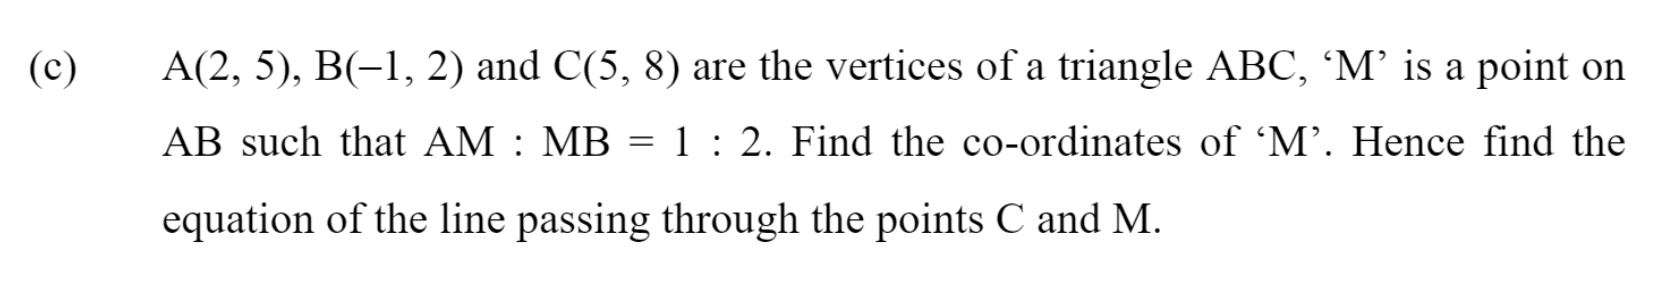 (c) A(2, 5), B(–1, 2) and C(5, 8) are the vertices of a triangle ABC, ‘M’ is a point on
AB such that AM : MB = 1 : 2. Find the co-ordinates of ‘M’. Hence find the
equation of the line passing through the points C and M.